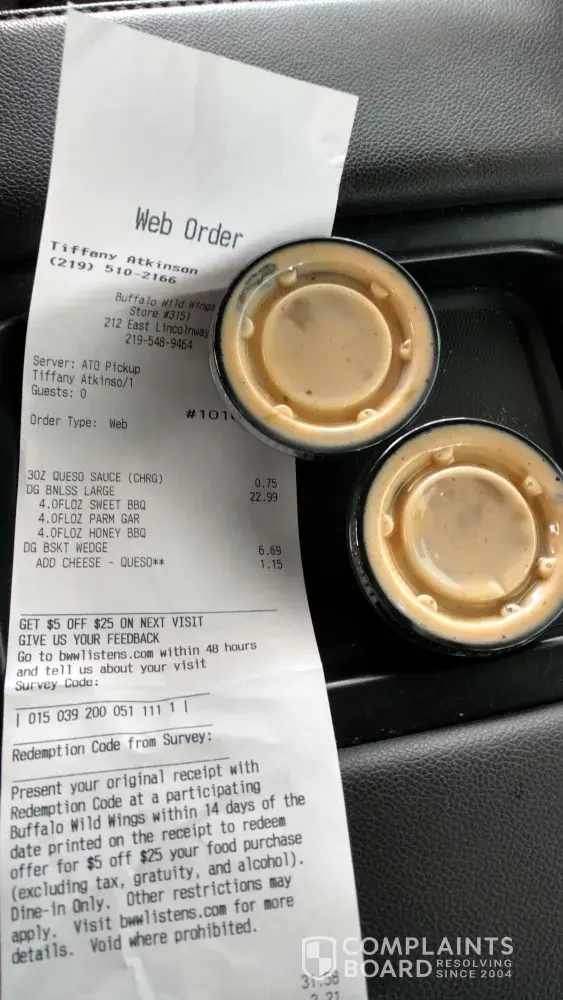 Web Order
Tiffany Atkinson
(219) 510-2166
Buffalo Wild Wings
Store #3151
212 East Lincolnway
219-548-9464
Server: ATO Pickup
Tiffany Atkinso/1
Guests: 0
Order Type: Web
3OZ QUESO SAUCE (CHRG) 0.75
DG BNLSS LARGE 22.99
4.0FLOZ SWEET BBQ
4.0FLOZ PARM GAR
4.0FLOZ HONEY BBQ
DG BSKT WEDGE 6.69
ADD CHEESE - QUESO** 1.15
GET $5 OFF $25 ON NEXT VISIT
GIVE US YOUR FEEDBACK
Go to bwwlistens.com within 48 hours
and tell us about your visit
Survey Code:
| 015 039 200 051 111 1 |
Redemption Code from Survey:
Present your original receipt with
Redemption Code at a participating
Buffalo Wild Wings within 14 days of the
date printed on the receipt to redeem
offer for $5 off $25 your food purchase
(excluding tax, gratuity, and alcohol).
Dine-in Only. Other restrictions may
apply. Visit bwwlistens.com for more
details. Void where prohibited.
COMPLAINTS
BOARD RESOLVING
SINCE 2004